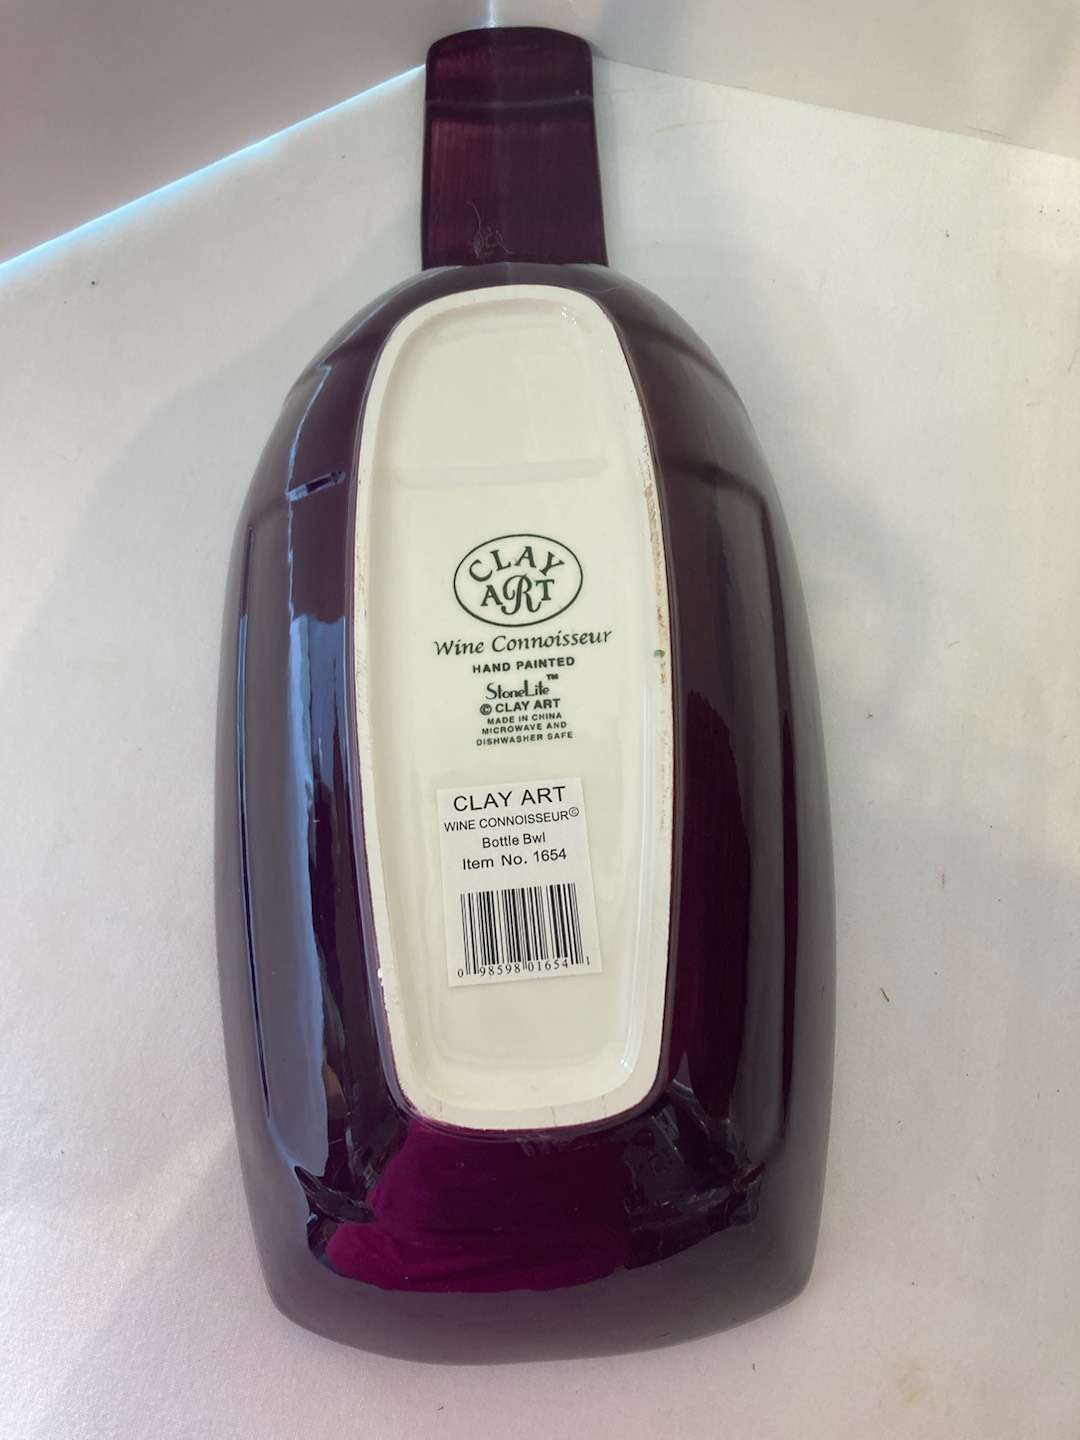 CLAY
ART
Wine Connoisseur
HAND PAINTED
StoneLite™
© CLAY ART
MADE IN CHINA
MICROWAVE AND
DISHWASHER SAFE
CLAY ART
WINE CONNOISSEUR©
Bottle Bwl
Item No. 1654
0 98598 01654 1